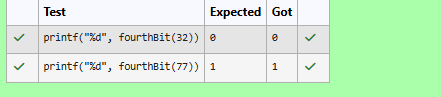 Test Expected Got
printf("%d", fourthBit(32)) 0 0
printf("%d", fourthBit(77)) 1 1